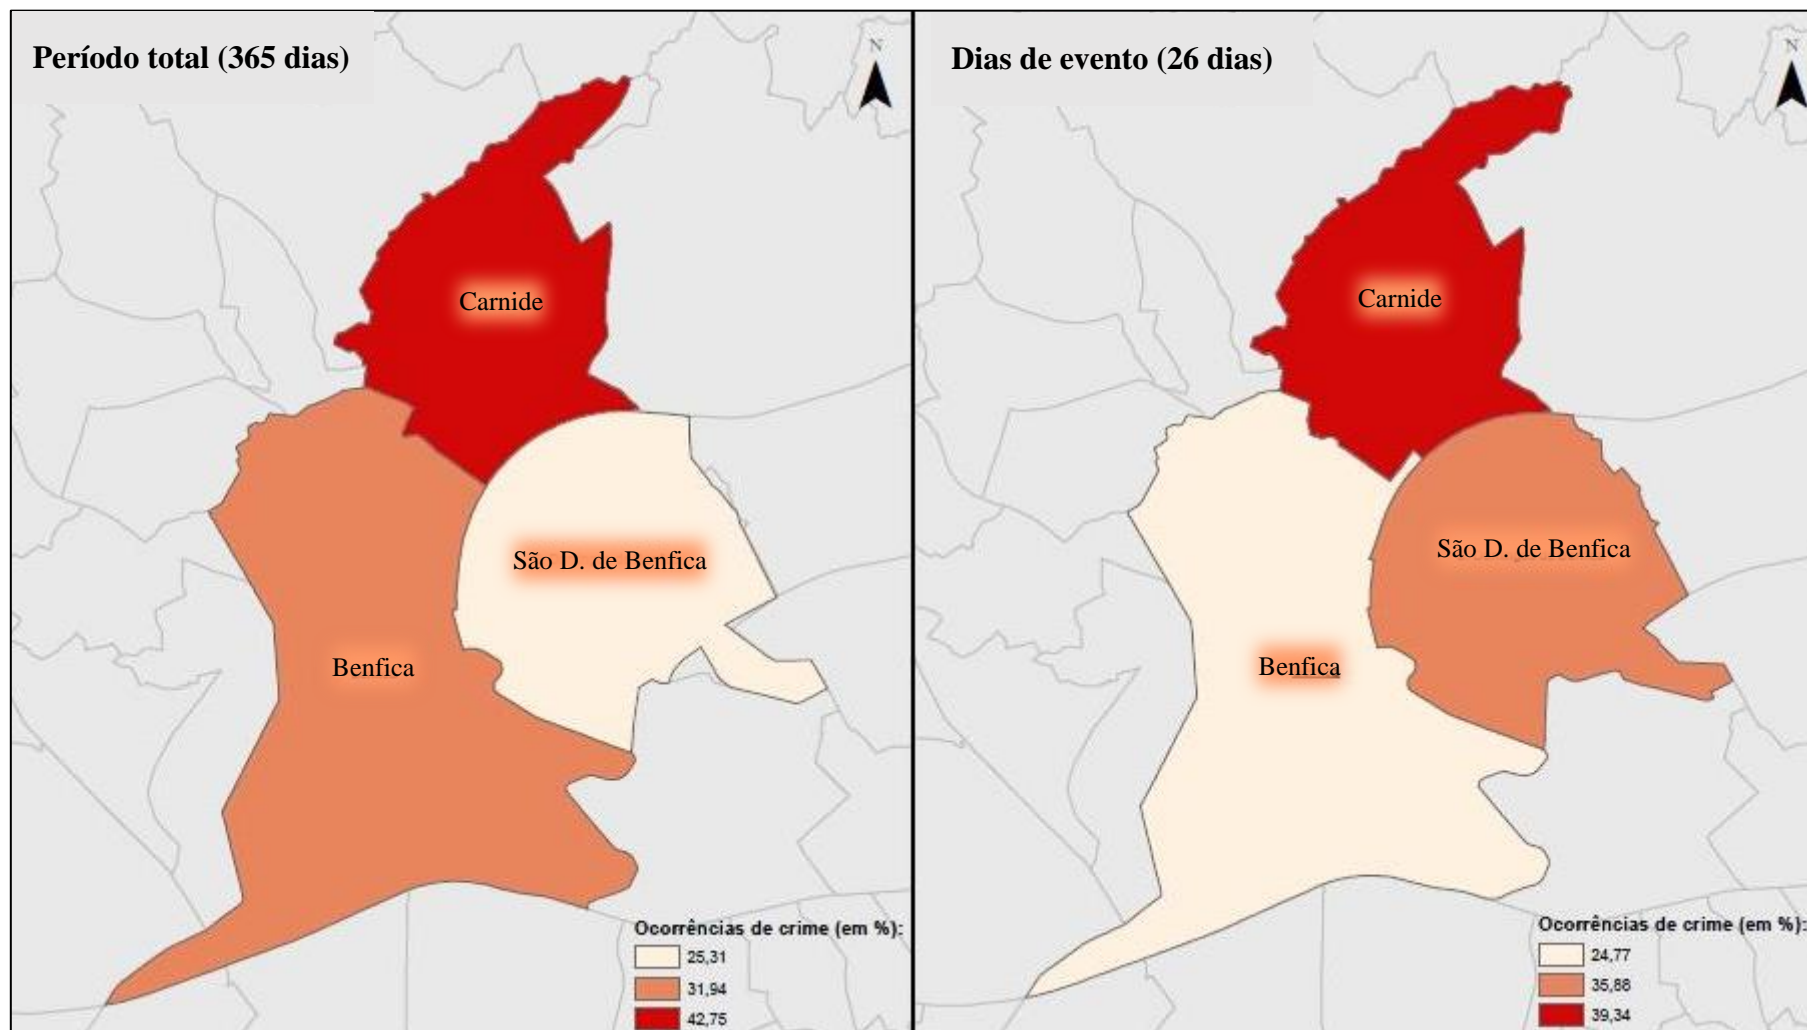 Período total (365 dias)
N
Carnide
São D. de Benfica
Benfica
Ocorrências de crime (em %):
25,31
31,94
42,75
Dias de evento (26 dias)
N
Carnide
São D. de Benfica
Benfica
Ocorrências de crime (em %):
24,77
35,88
39,34